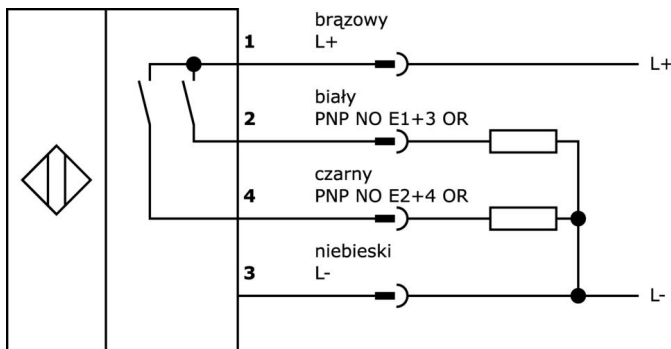 brązowy
1 L+ L+
biały
2 PNP NO E1+3 OR
czarny
4 PNP NO E2+4 OR
niebieski
3 L- L-